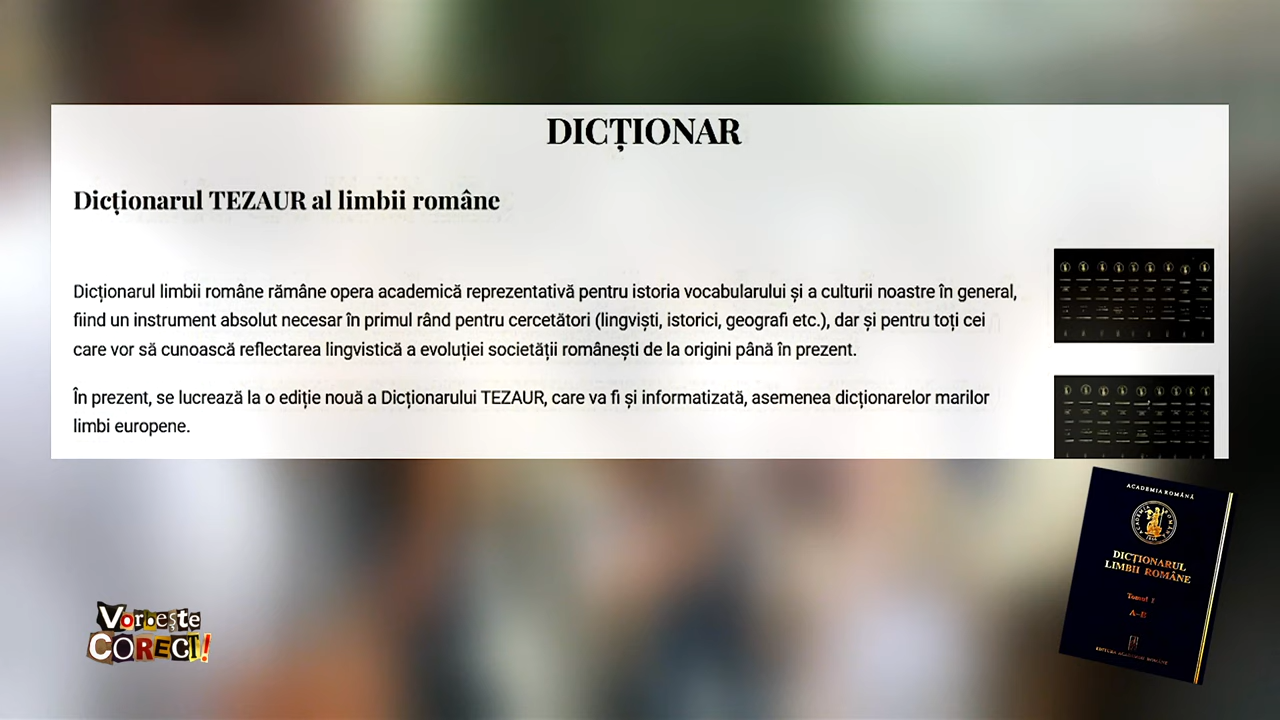 DICȚIONAR
Dicționarul TEZAUR al limbii române
Dicționarul limbii române rămâne opera academică reprezentativă pentru istoria vocabularului și a culturii noastre în general,
fiind un instrument absolut necesar în primul rând pentru cercetători (lingviști, istorici, geografi etc.), dar și pentru toți cei
care vor să cunoască reflectarea lingvistică a evoluției societății românești de la origini până în prezent.
În prezent, se lucrează la o ediție nouă a Dicționarului TEZAUR, care va fi și informatizată, asemenea dicționarelor marilor
limbi europene.
ACADEMIA ROMÂNĂ
DICȚIONARUL
LIMBII ROMÂNE
Tomul I
A–B
EDITURA ACADEMIEI ROMÂNE
Vorbește
CORECT!